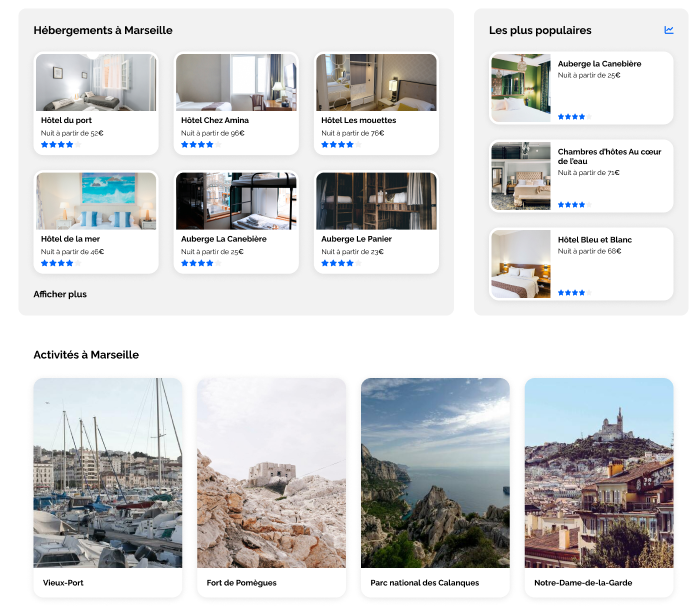 Hébergements à Marseille
Hôtel du port
Nuit à partir de 52€
Hôtel Chez Amina
Nuit à partir de 96€
Hôtel Les mouettes
Nuit à partir de 76€
Hôtel de la mer
Nuit à partir de 46€
Auberge La Canebière
Nuit à partir de 25€
Auberge Le Panier
Nuit à partir de 23€
Afficher plus
Les plus populaires
Auberge la Canebière
Nuit à partir de 25€
Chambres d'hôtes Au cœur
de l'eau
Nuit à partir de 71€
Hôtel Bleu et Blanc
Nuit à partir de 68€
Activités à Marseille
Vieux-Port
Fort de Pomègues
Parc national des Calanques
Notre-Dame-de-la-Garde